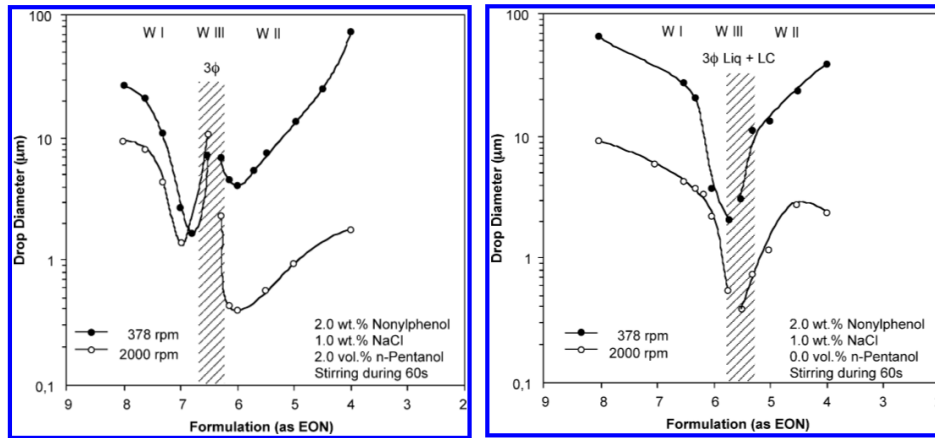 100
10
1
0,1
Drop Diameter (μm)
W I
W III
W II
3ϕ
378 rpm
2000 rpm
2.0 wt.% Nonylphenol
1.0 wt.% NaCl
2.0 vol.% n-Pentanol
Stirring during 60s
9 8 7 6 5 4 3 2
Formulation (as EON)
100
10
1
0,1
Drop Diameter (μm)
W I
W III
W II
3ϕ Liq + LC
378 rpm
2000 rpm
2.0 wt.% Nonylphenol
1.0 wt.% NaCl
0.0 vol.% n-Pentanol
Stirring during 60s
9 8 7 6 5 4 3
Formulation (as EON)